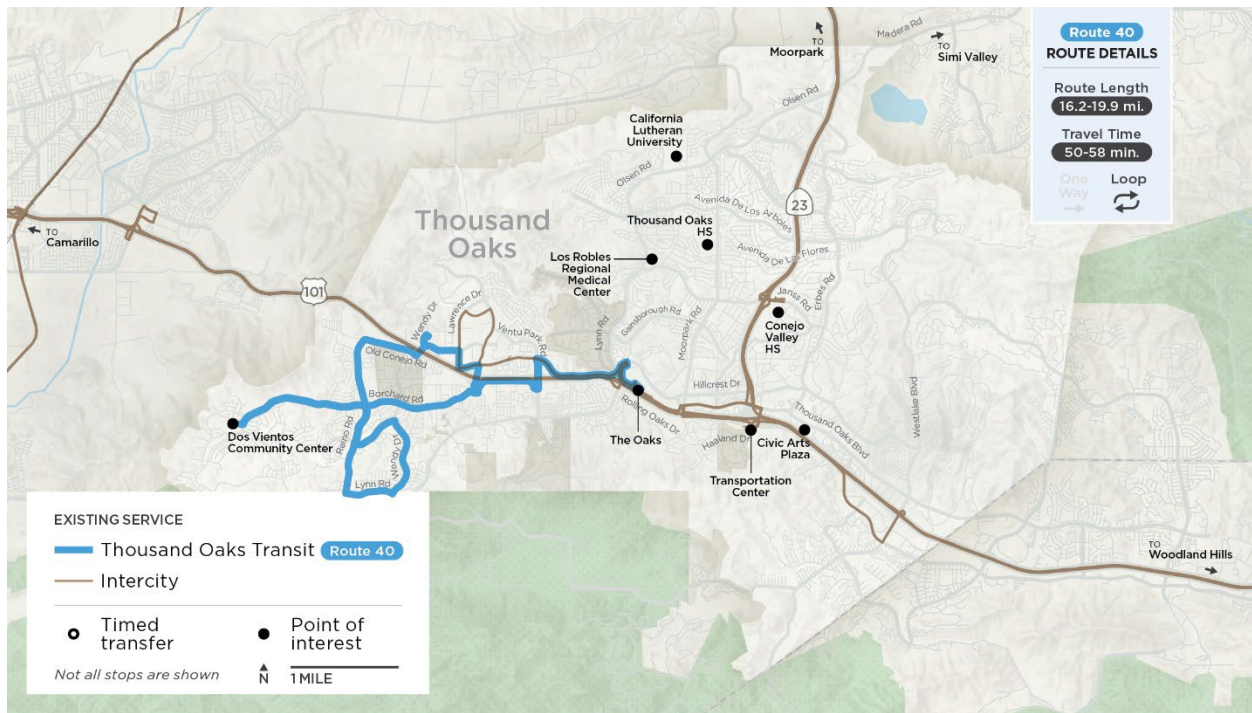 TO
Moorpark
Madera Rd
TO
Simi Valley
Route 40
ROUTE DETAILS
Route Length
16.2-19.9 mi.
Travel Time
50-58 min.
One
Way
Loop
Olsen Rd
California
Lutheran
University
Olsen Rd
23
Avenida De Los Arboles
Thousand
Oaks
Thousand Oaks
HS
TO
Camarillo
Avenida De Las Flores
Los Robles
Regional
Medical
Center
101
Janss Rd
Erbes Rd
Wendy Dr
Lawrence Dr
Ventu Park Rd
Lynn Rd
Gainsborough Rd
Moorpark Rd
Conejo
Valley
HS
Old Conejo Rd
Westlake Blvd
Hillcrest Dr
Borchard Rd
Rolling Oaks Dr
Thousand Oaks Blvd
Dos Vientos
Community Center
Reino Rd
Wendy Dr
The Oaks
Haaland Dr
Civic Arts
Plaza
Transportation
Center
Lynn Rd
TO
Woodland Hills
EXISTING SERVICE
Thousand Oaks Transit Route 40
Intercity
Timed
transfer
Point of
interest
Not all stops are shown
N
1 MILE